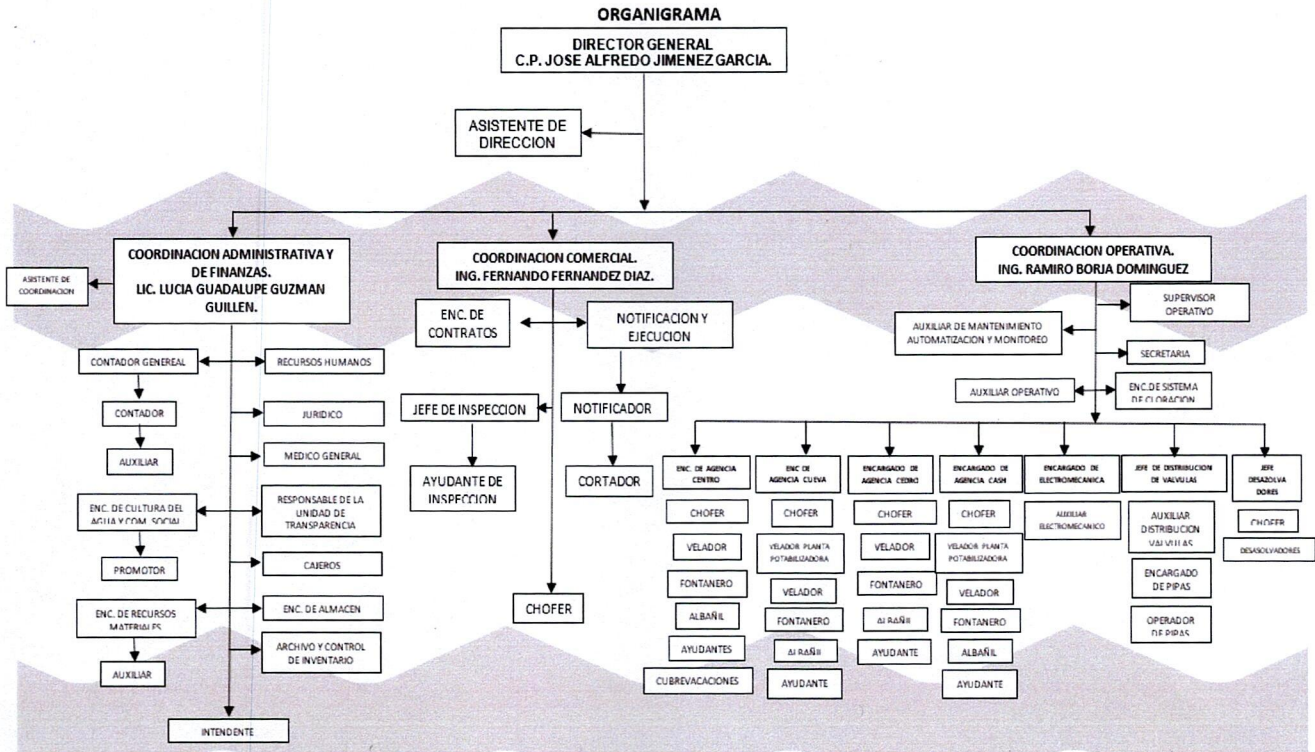 ORGANIGRAMA
DIRECTOR GENERAL
C.P. JOSE ALFREDO JIMENEZ GARCIA.
ASISTENTE DE
DIRECCION
COORDINACION ADMINISTRATIVA Y
DE FINANZAS.
LIC. LUCIA GUADALUPE GUZMAN
GUILLEN.
ASISTENTE DE
COORDINACION
CONTADOR GENEREAL
RECURSOS HUMANOS
CONTADOR
JURIDICO
AUXILIAR
MEDICO GENERAL
ENC. DE CULTURA DEL
AGUA Y COM. SOCIAL
RESPONSABLE DE LA
UNIDAD DE
TRANSPARENCIA
PROMOTOR
CAJEROS
ENC. DE RECURSOS
MATERIALES
ENC. DE ALMACEN
AUXILIAR
ARCHIVO Y CONTROL
DE INVENTARIO
INTENDENTE
COORDINACION COMERCIAL.
ING. FERNANDO FERNANDEZ DIAZ.
ENC. DE
CONTRATOS
NOTIFICACION Y
EJECUCION
JEFE DE INSPECCION
NOTIFICADOR
AYUDANTE DE
INSPECCION
CORTADOR
CHOFER
COORDINACION OPERATIVA.
ING. RAMIRO BORJA DOMINGUEZ
SUPERVISOR
OPERATIVO
AUXILIAR DE MANTENIMIENTO
AUTOMATIZACION Y MONITOREO
SECRETARIA
AUXILIAR OPERATIVO
ENC. DE SISTEMA
DE CLORACION
ENC. DE AGENCIA
CENTRO
CHOFER
VELADOR
FONTANERO
ALBAÑIL
AYUDANTES
CUBREVACACIONES
ENC DE
AGENCIA CUEVA
CHOFER
VELADOR PLANTA
POTABILIZADORA
VELADOR
FONTANERO
ALBAÑIL
AYUDANTE
ENCARGADO DE
AGENCIA CEDRO
CHOFER
VELADOR
FONTANERO
ALBAÑIL
AYUDANTE
ENCARGADO DE
AGENCIA CASH
CHOFER
VELADOR PLANTA
POTABILIZADORA
VELADOR
FONTANERO
ALBAÑIL
AYUDANTE
ENCARGADO DE
ELECTROMECANICA
AUXILIAR
ELECTROMECANICO
JEFE DE DISTRIBUCION
DE VALVULAS
AUXILIAR
DISTRIBUCION
VALVULAS
ENCARGADO
DE PIPAS
OPERADOR
DE PIPAS
JEFE
DESAZOLVA
DORES
CHOFER
DESASOLVADORES